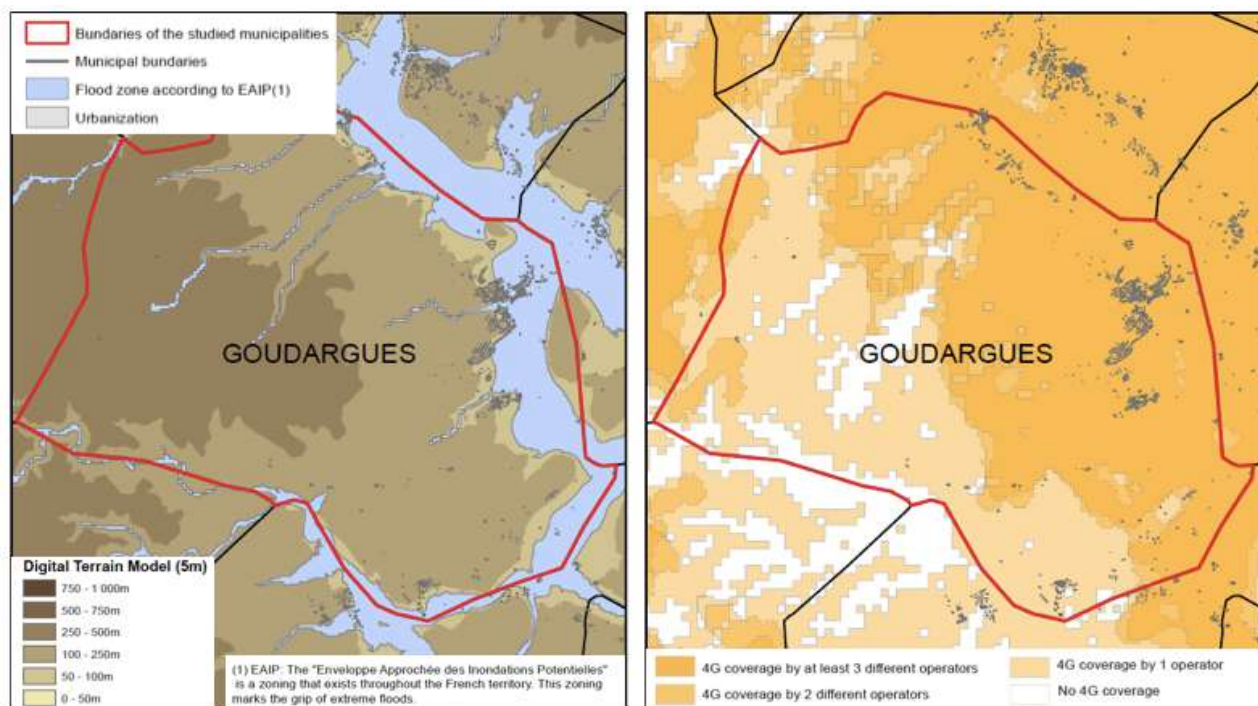 Bundaries of the studied municipalities
Municipal bundaries
Flood zone according to EAIP(1)
Urbanization
GOUDARGUES
Digital Terrain Model (5m)
750 - 1 000m
500 - 750m
250 - 500m
100 - 250m
50 - 100m
0 - 50m
(1) EAIP: The "Enveloppe Approchée des Inondations Potentielles"
is a zoning that exists throughout the French territory. This zoning
marks the grip of extreme floods.
GOUDARGUES
4G coverage by at least 3 different operators
4G coverage by 2 different operators
4G coverage by 1 operator
No 4G coverage